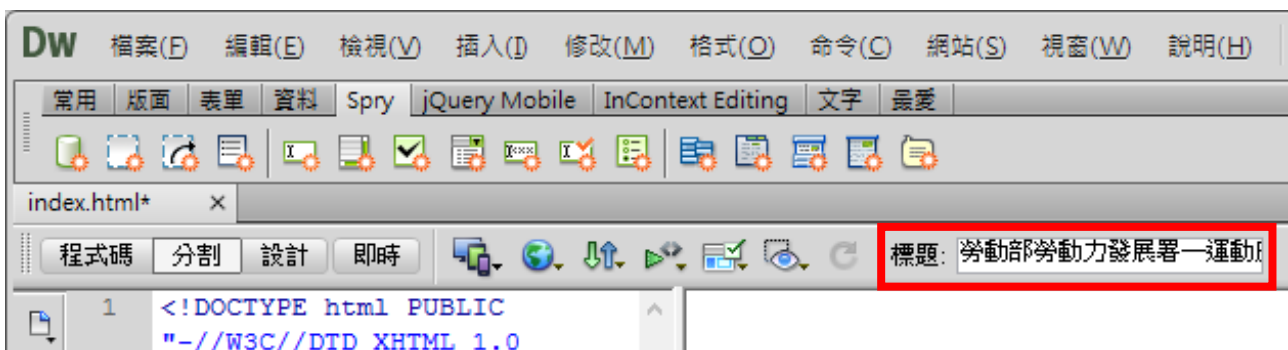 Dw 檔案(F) 編輯(E) 檢視(V) 插入(I) 修改(M) 格式(O) 命令(C) 網站(S) 視窗(W) 說明(H)
常用 版面 表單 資料 Spry jQuery Mobile InContext Editing 文字 最愛
index.html* ×
程式碼 分割 設計 即時 標題: 勞動部勞動力發展署—運動
1 <!DOCTYPE html PUBLIC
"-//W3C//DTD XHTML 1.0